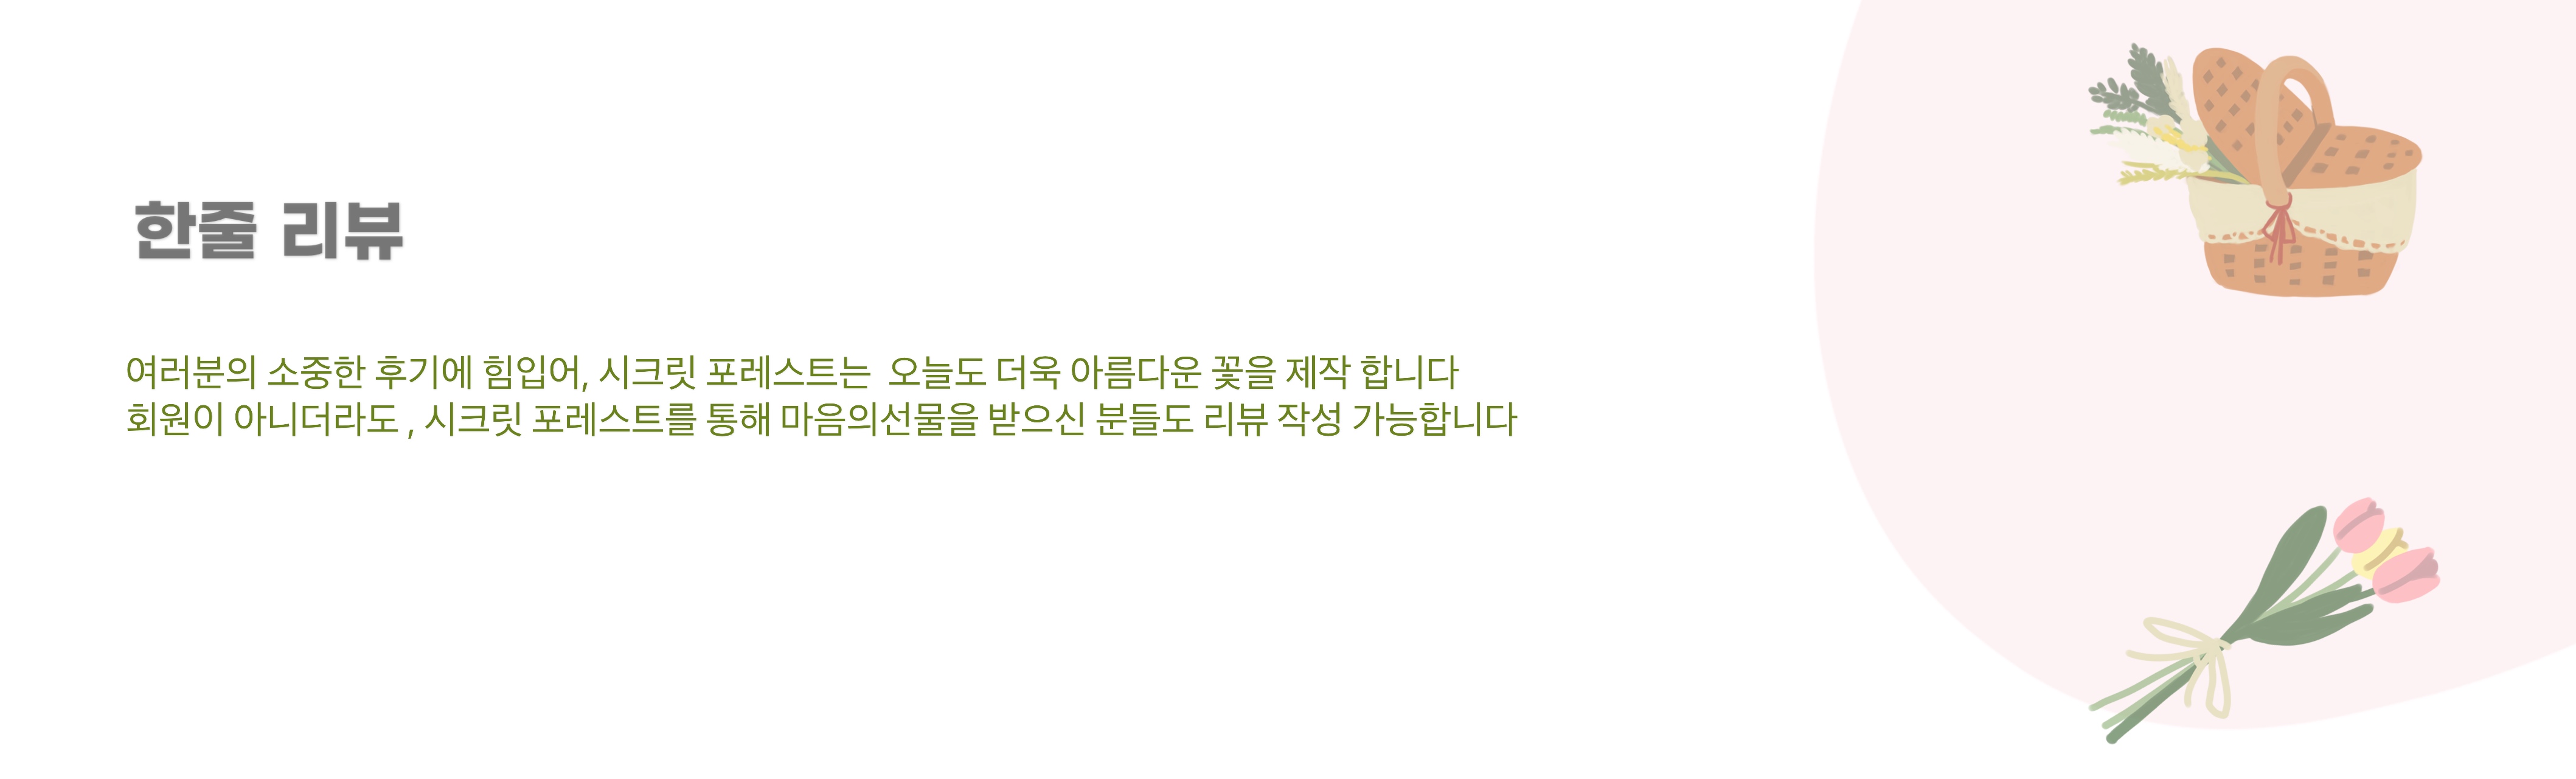 한줄 리뷰
여러분의 소중한 후기에 힘입어, 시크릿 포레스트는  오늘도 더욱 아름다운 꽃을 제작 합니다
회원이 아니더라도 , 시크릿 포레스트를 통해 마음의선물을 받으신 분들도 리뷰 작성 가능합니다